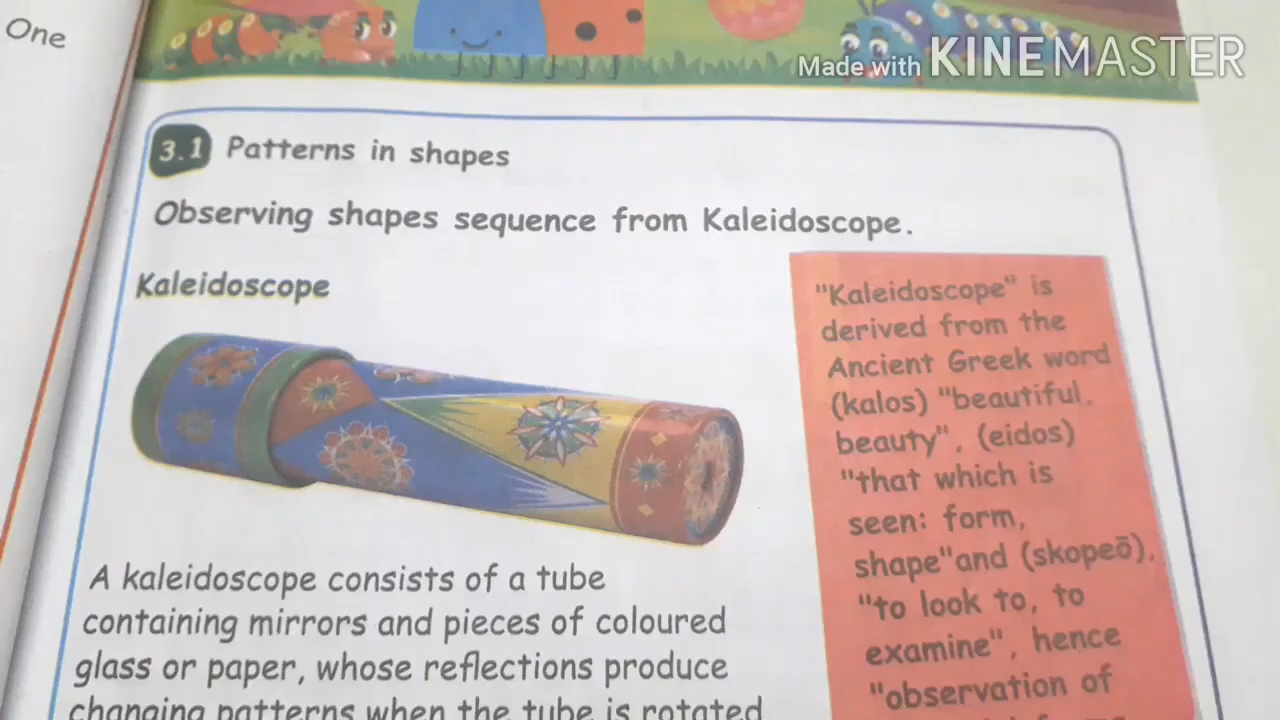 One
Made with KINEMASTER
3.1 Patterns in shapes
Observing shapes sequence from Kaleidoscope.
Kaleidoscope
A kaleidoscope consists of a tube
containing mirrors and pieces of coloured
glass or paper, whose reflections produce
changing patterns when the tube is rotated
"Kaleidoscope" is
derived from the
Ancient Greek word
(kalos) "beautiful,
beauty", (eidos)
"that which is
seen: form,
shape"and (skopeō),
"to look to, to
examine", hence
"observation of